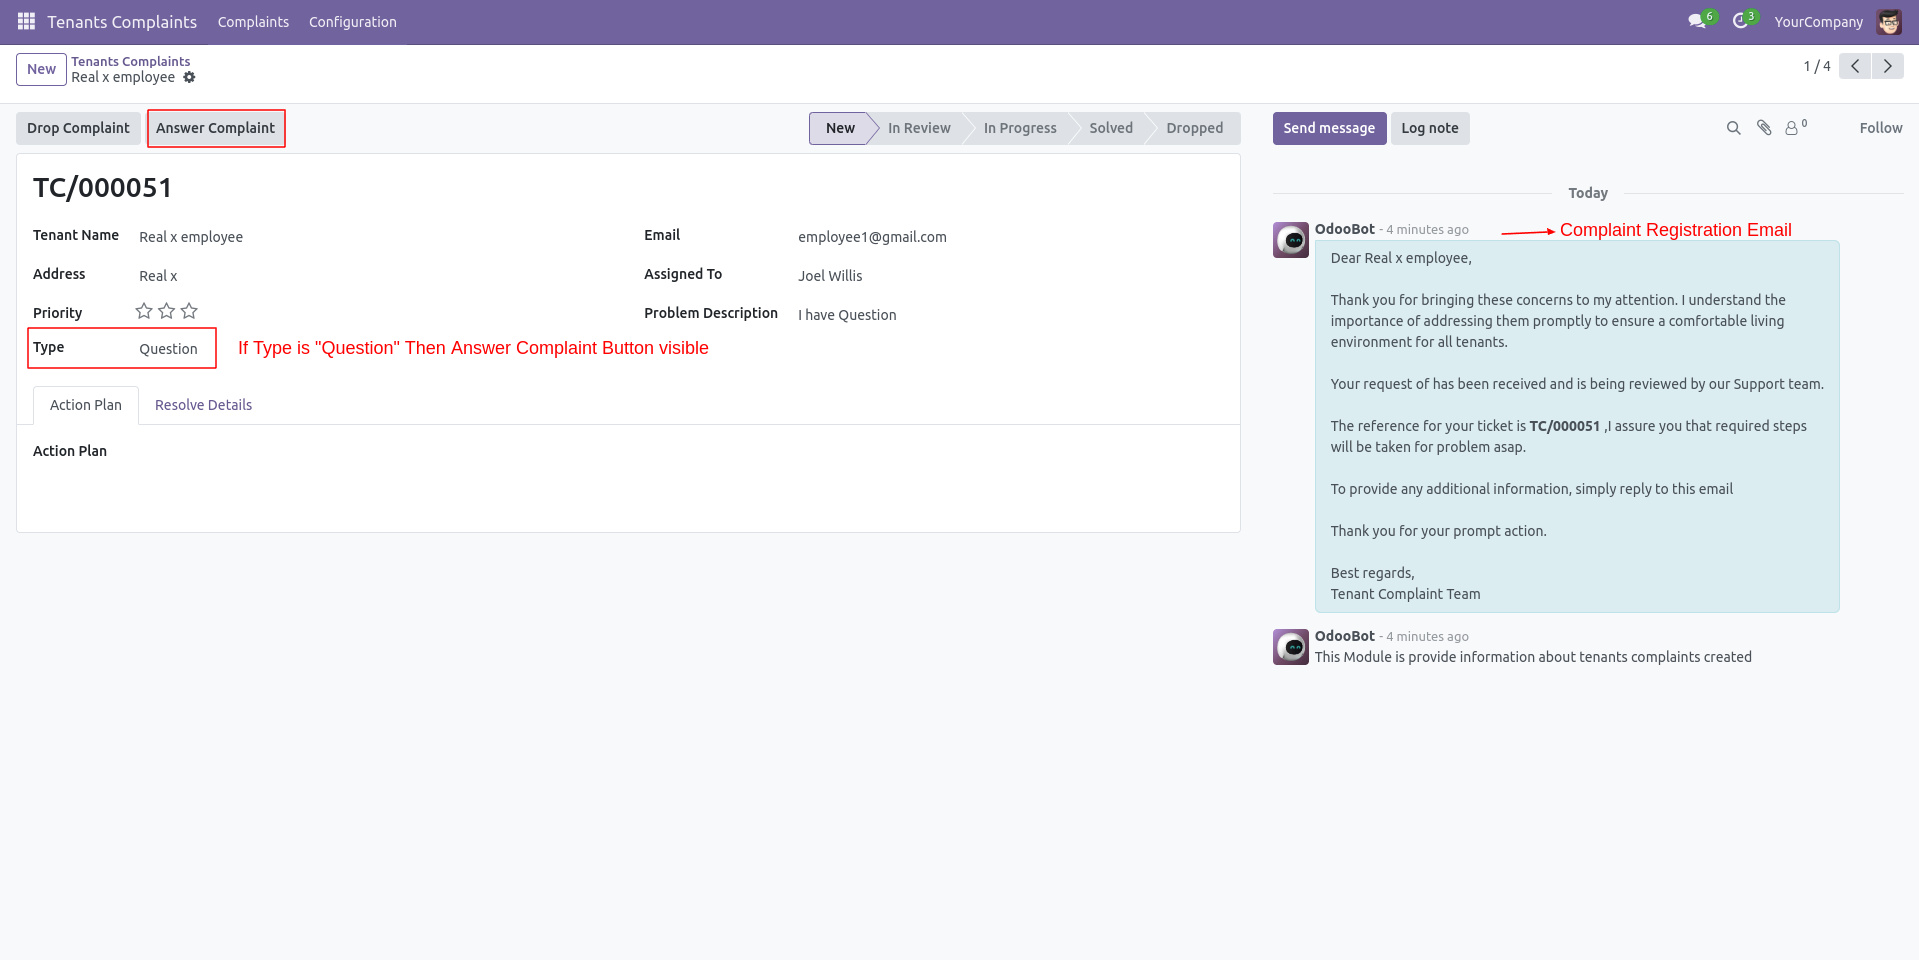 Tenants Complaints Complaints Configuration 6 3 YourCompany
New Tenants Complaints
Real x employee
1 / 4
Drop Complaint Answer Complaint New In Review In Progress Solved Dropped
TC/000051
Tenant Name Real x employee Email employee1@gmail.com
Address Real x Assigned To Joel Willis
Priority Problem Description I have Question
Type Question If Type is "Question" Then Answer Complaint Button visible
Action Plan Resolve Details
Action Plan
Send message Log note 0 Follow
Today
OdooBot - 4 minutes ago Complaint Registration Email
Dear Real x employee,
Thank you for bringing these concerns to my attention. I understand the
importance of addressing them promptly to ensure a comfortable living
environment for all tenants.
Your request of has been received and is being reviewed by our Support team.
The reference for your ticket is TC/000051 ,I assure you that required steps
will be taken for problem asap.
To provide any additional information, simply reply to this email
Thank you for your prompt action.
Best regards,
Tenant Complaint Team
OdooBot - 4 minutes ago
This Module is provide information about tenants complaints created